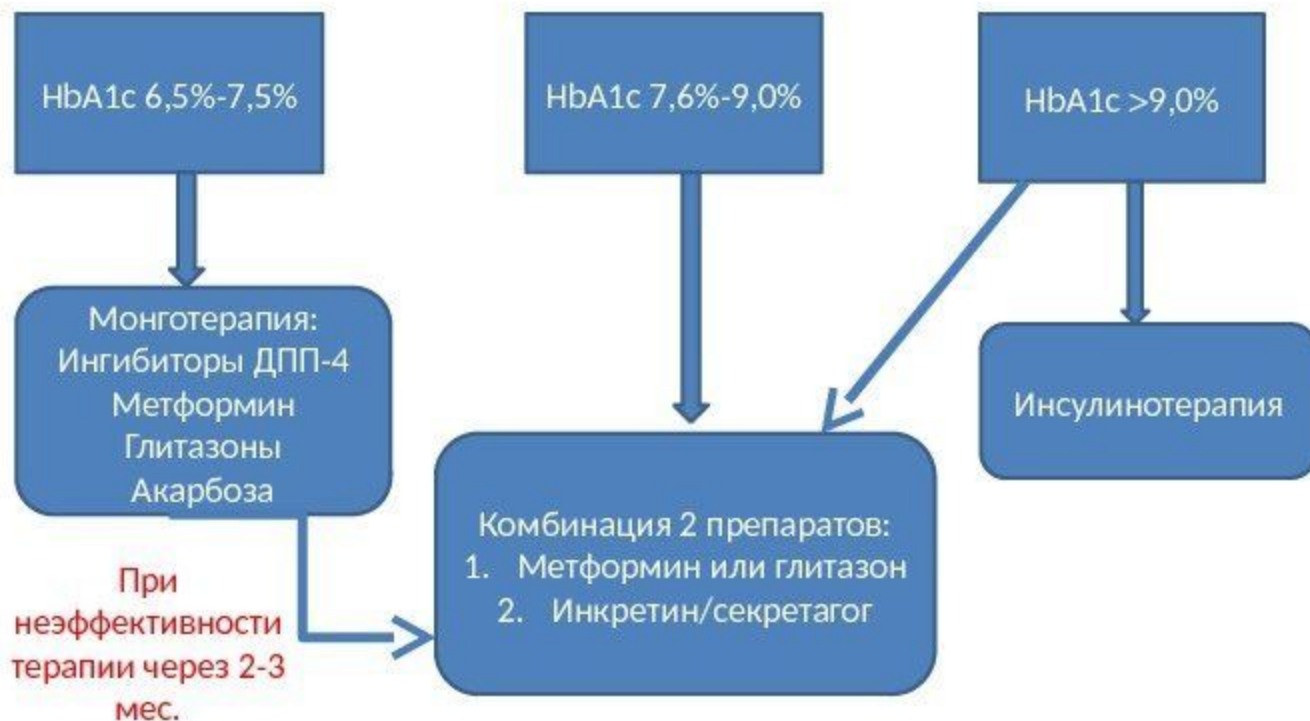 HbA1c 6,5%-7,5%
HbA1c 7,6%-9,0%
HbA1c >9,0%
Монготерапия:
Ингибиторы ДПП-4
Метформин
Глитазоны
Акарбоза
Инсулинотерапия
Комбинация 2 препаратов:
1. Метформин или глитазон
2. Инкретин/секретагог
При
неэффективности
терапии через 2-3
мес.